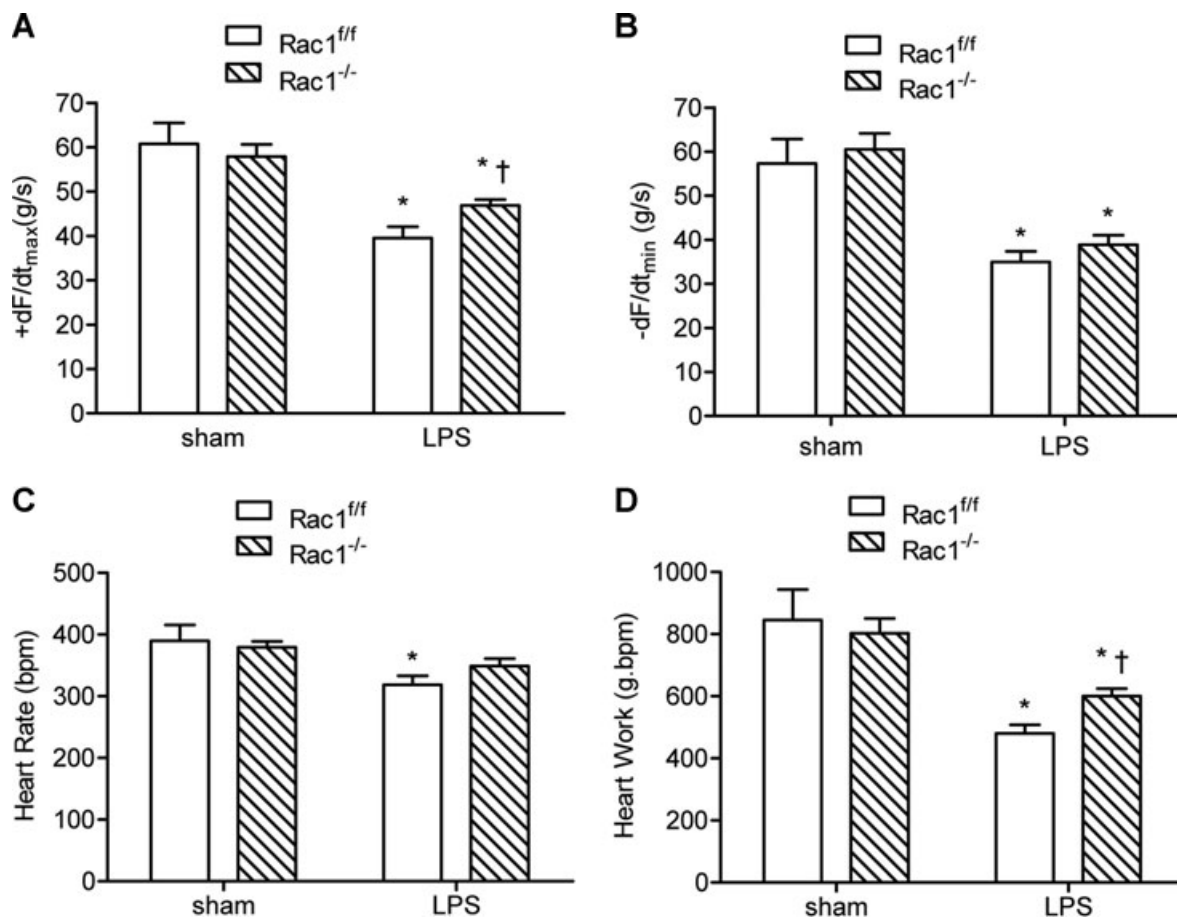 A
Rac1f/f
Rac1-/-
+dF/dtmax(g/s)
70
60
50
40
30
20
10
0
*
* †
sham LPS
B
Rac1f/f
Rac1-/-
-dF/dtmin (g/s)
70
60
50
40
30
20
10
0
*
*
sham LPS
C
Rac1f/f
Rac1-/-
Heart Rate (bpm)
500
400
300
200
100
0
*
sham LPS
D
Rac1f/f
Rac1-/-
Heart Work (g.bpm)
1000
800
600
400
200
0
*
* †
sham LPS